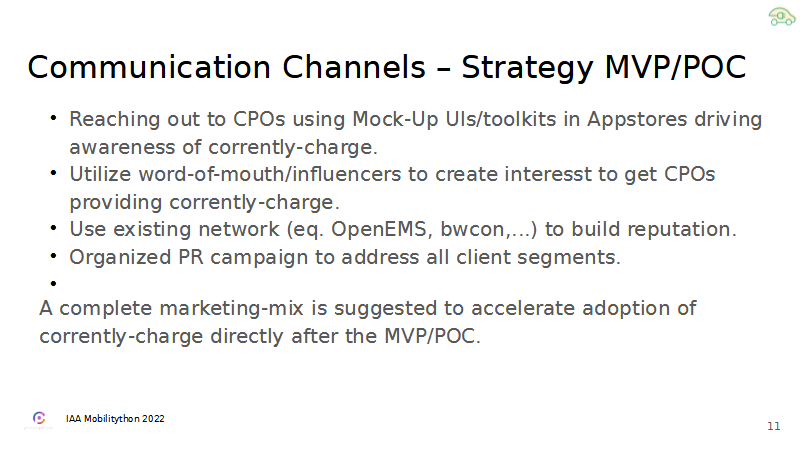 Communication Channels – Strategy MVP/POC
• Reaching out to CPOs using Mock-Up UIs/toolkits in Appstores driving
awareness of corrently-charge.
• Utilize word-of-mouth/influencers to create interesst to get CPOs
providing corrently-charge.
• Use existing network (eq. OpenEMS, bwcon,...) to build reputation.
• Organized PR campaign to address all client segments.
•
A complete marketing-mix is suggested to accelerate adoption of
corrently-charge directly after the MVP/POC.
IAA Mobilitython 2022
11